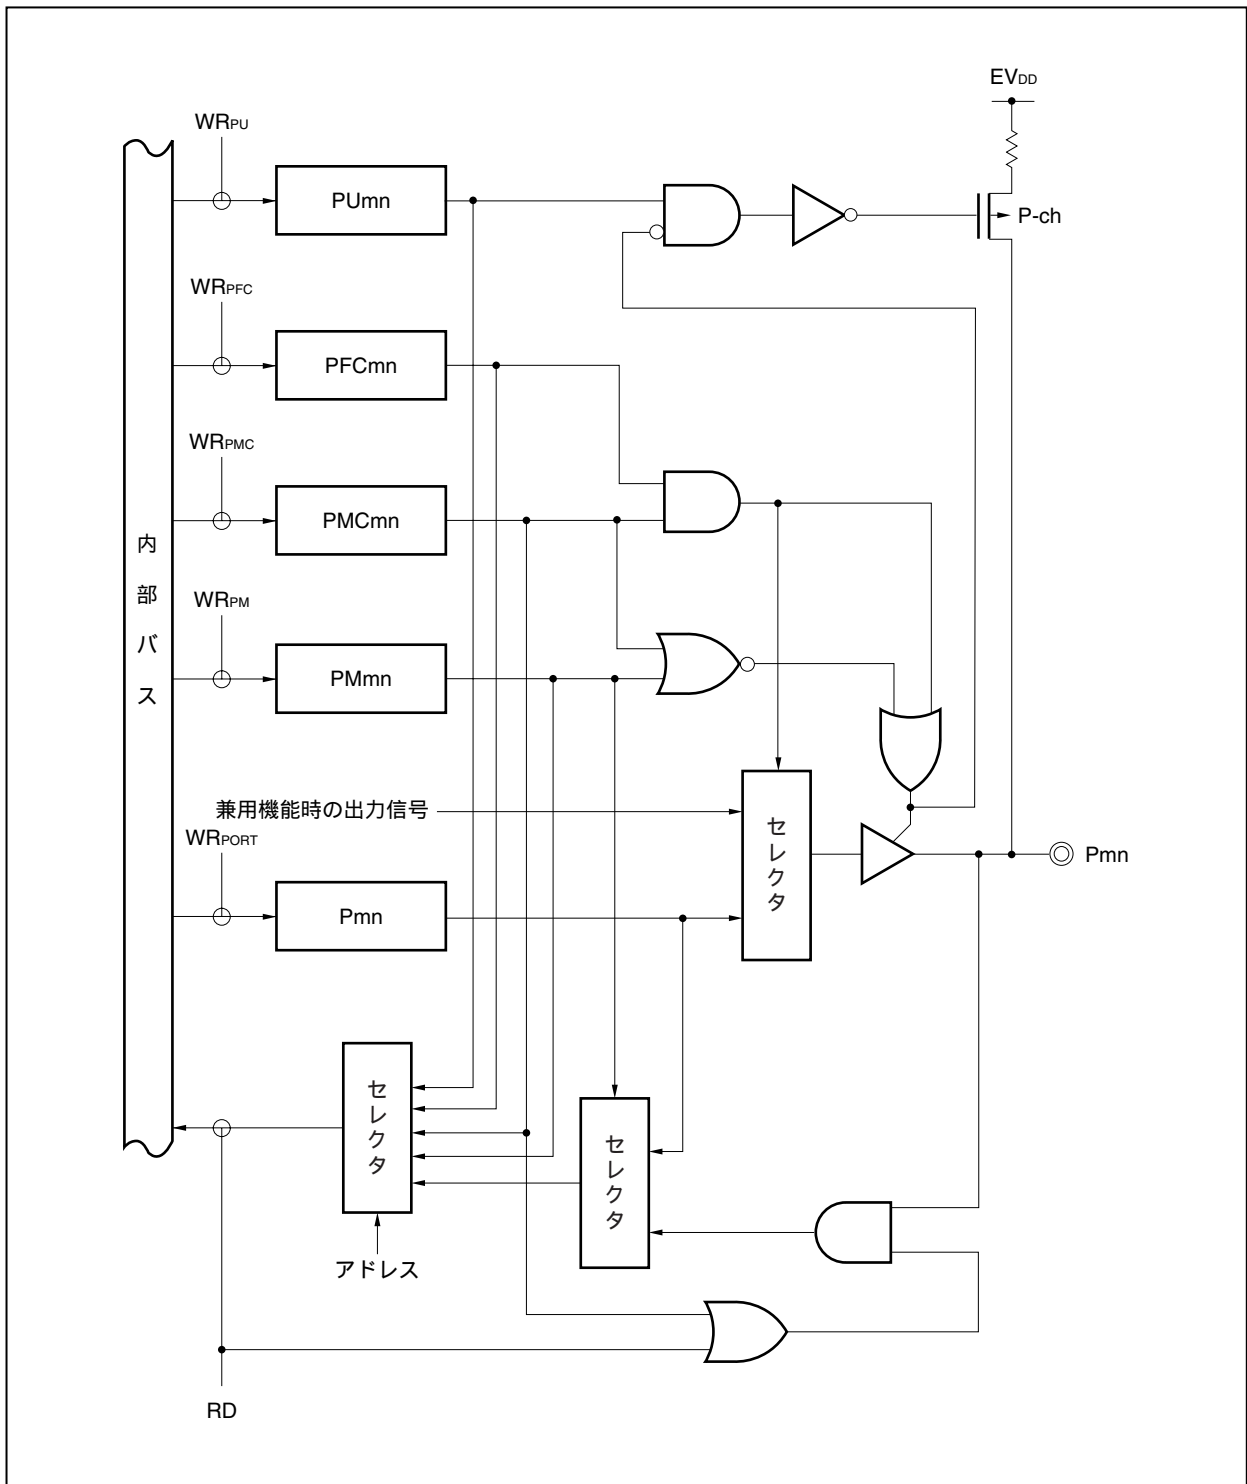 EVDD
WRPU
PUmn
P-ch
WRPFC
PFCmn
WRPMC
PMCmn
内部バス
WRPM
PMmn
兼用機能時の出力信号
セレクタ
WRPORT
Pmn
Pmn
セレクタ
セレクタ
アドレス
RD